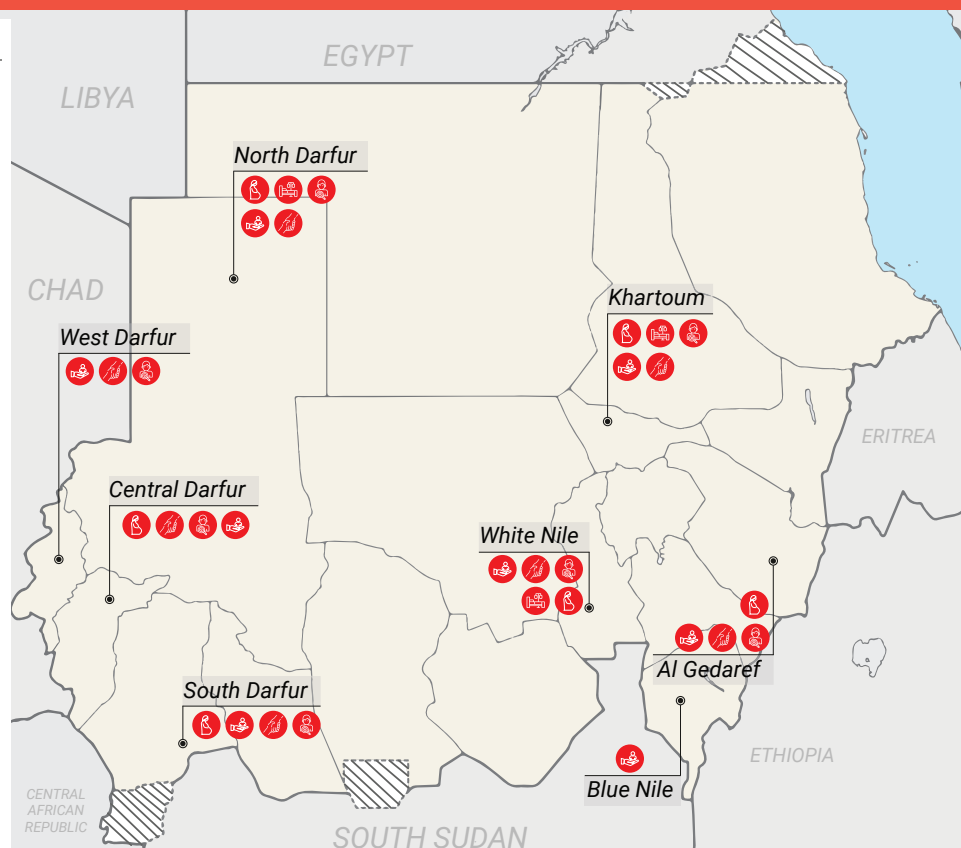 EGYPT
LIBYA
North Darfur
CHAD
Khartoum
West Darfur
ERITREA
Central Darfur
White Nile
Al Gedaref
South Darfur
ETHIOPIA
Blue Nile
CENTRAL
AFRICAN
REPUBLIC
SOUTH SUDAN